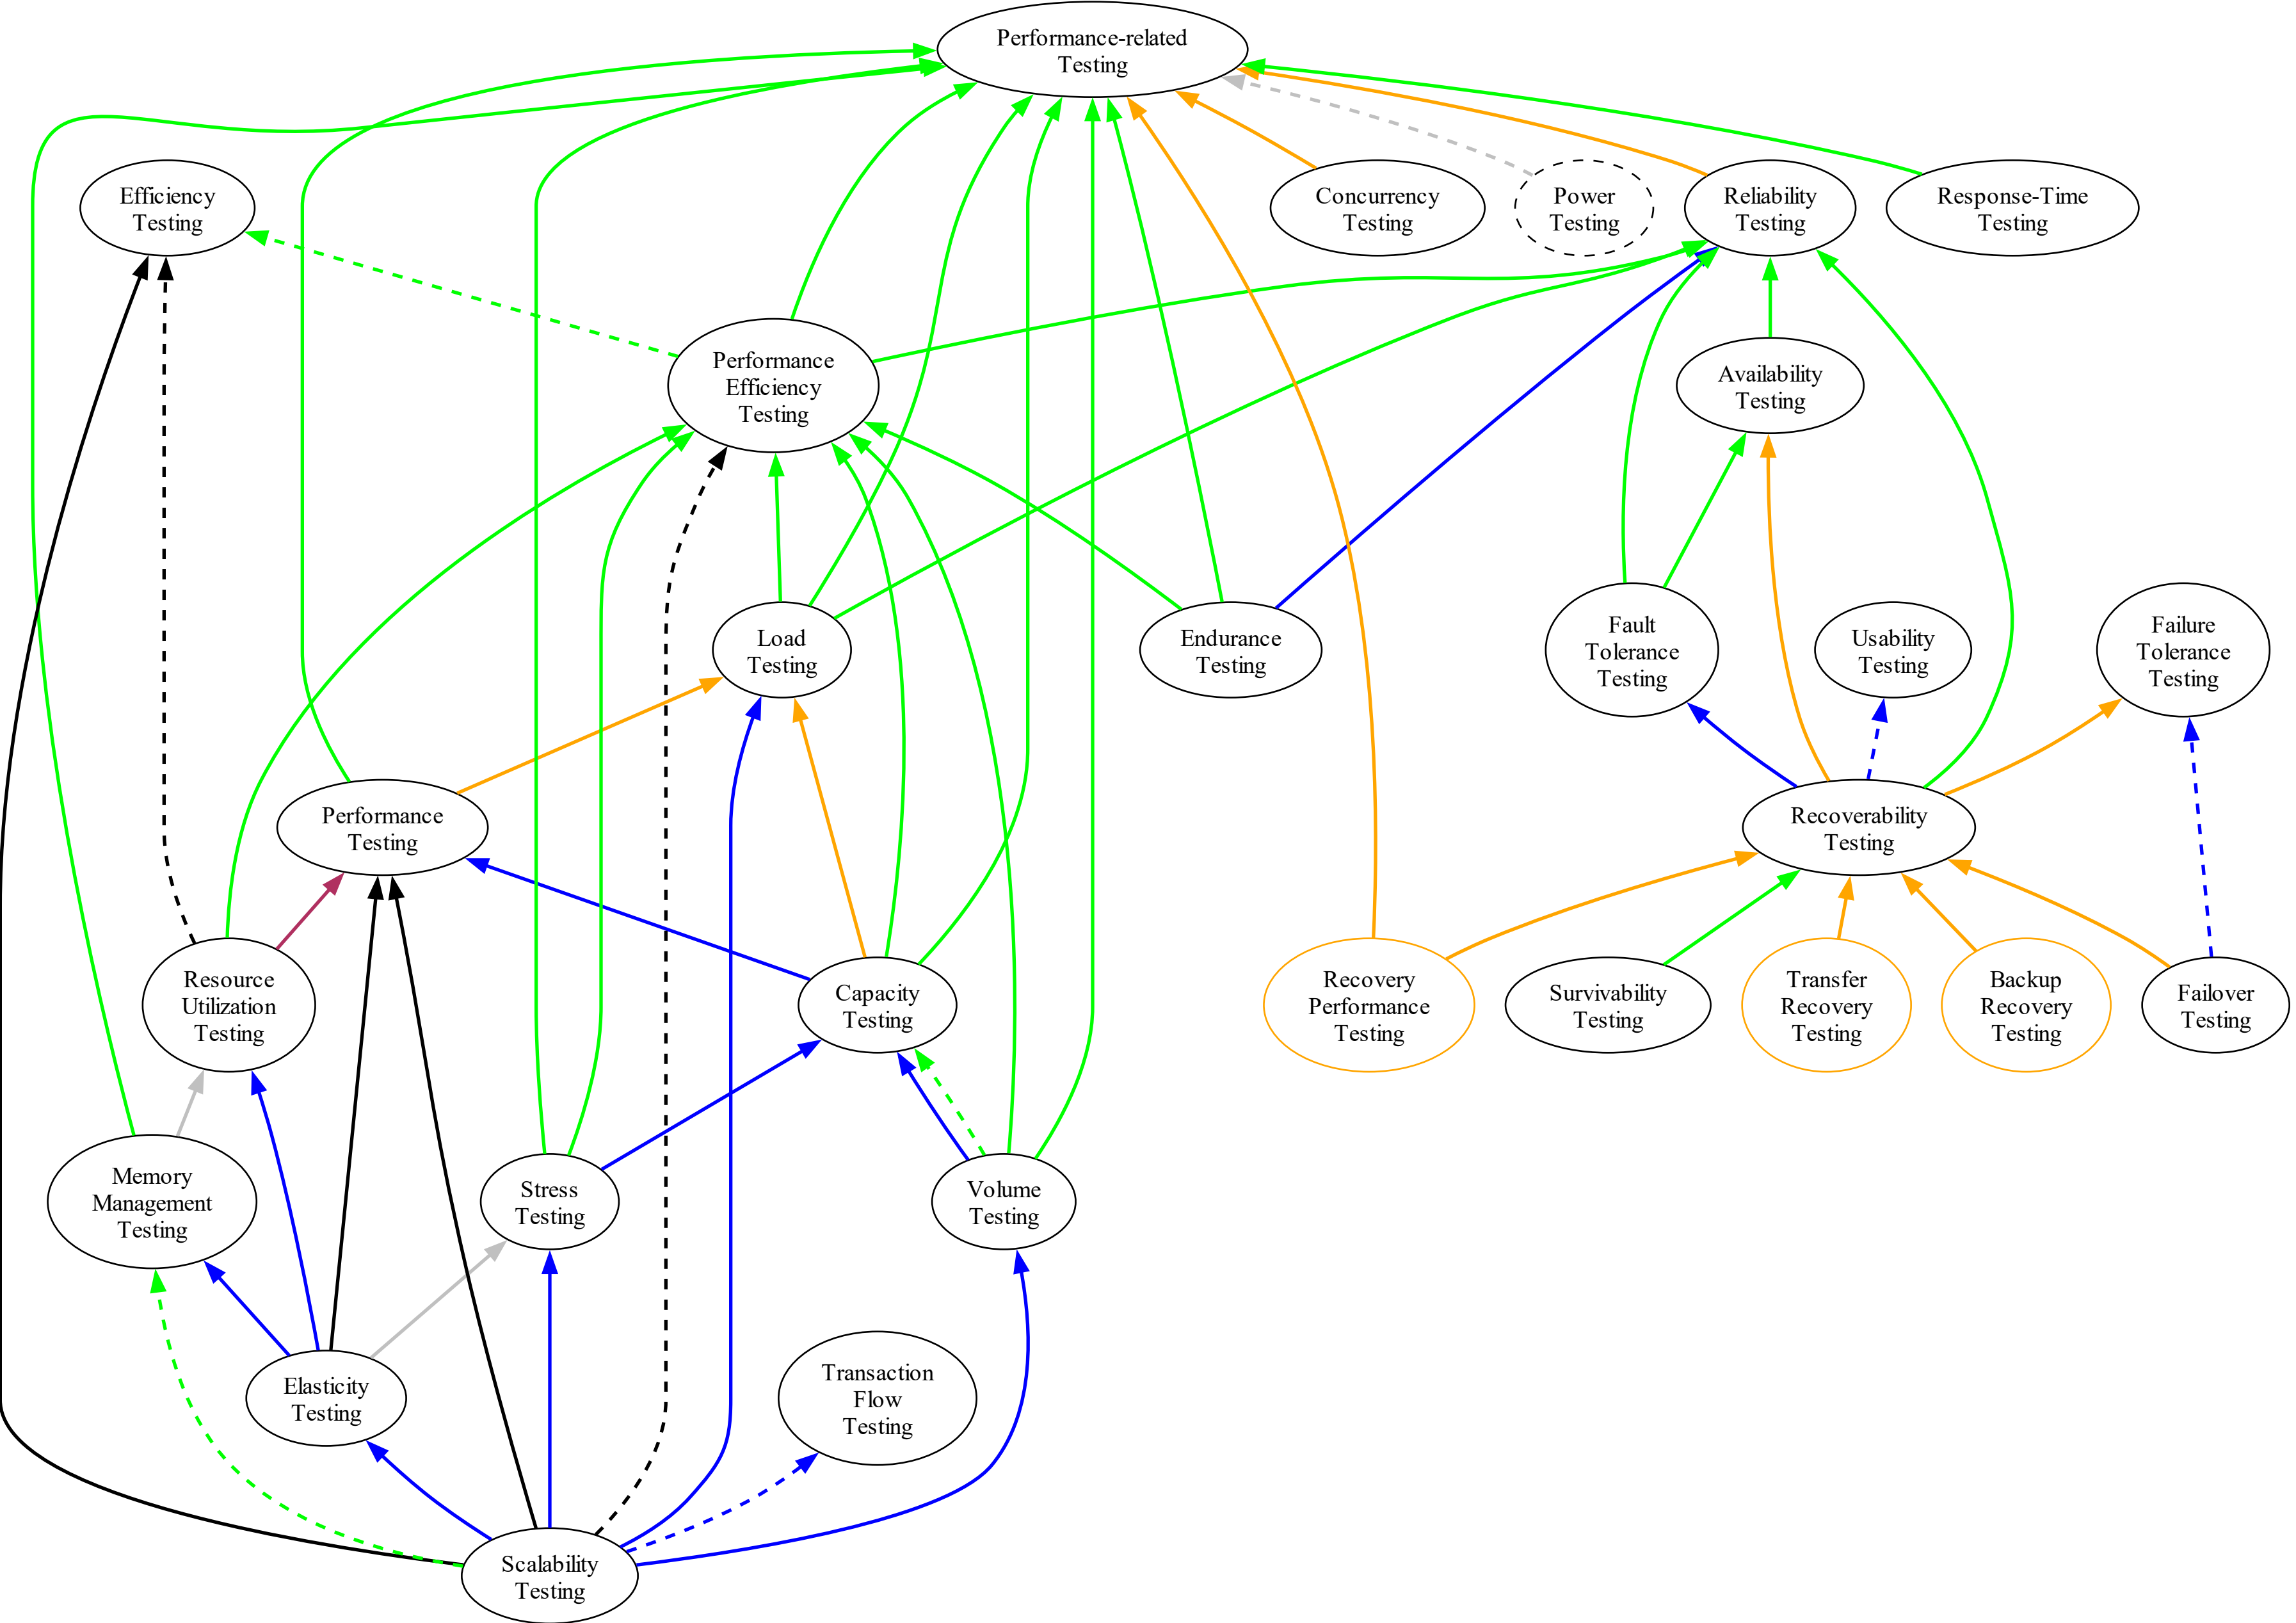 Performance-related
Testing
Efficiency
Testing
Concurrency
Testing
Power
Testing
Reliability
Testing
Response-Time
Testing
Performance
Efficiency
Testing
Availability
Testing
Load
Testing
Endurance
Testing
Fault
Tolerance
Testing
Usability
Testing
Failure
Tolerance
Testing
Performance
Testing
Recoverability
Testing
Resource
Utilization
Testing
Capacity
Testing
Recovery
Performance
Testing
Survivability
Testing
Transfer
Recovery
Testing
Backup
Recovery
Testing
Failover
Testing
Memory
Management
Testing
Stress
Testing
Volume
Testing
Elasticity
Testing
Transaction
Flow
Testing
Scalability
Testing